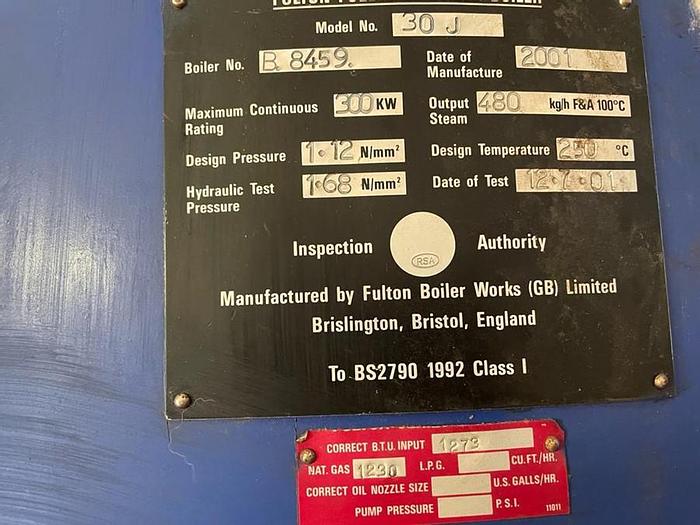 FULTON
BOILER
Model No. 30 J
Boiler No. B 8459. Date of Manufacture 2001
Maximum Continuous Rating 300 KW Output Steam 480 kg/h F&A 100°C
Design Pressure 1·12 N/mm² Design Temperature 250 °C
Hydraulic Test Pressure 1·68 N/mm² Date of Test 12·7·01·
Inspection Authority
RSA
Manufactured by Fulton Boiler Works (GB) Limited
Brislington, Bristol, England
To BS2790 1992 Class I
CORRECT B.T.U. INPUT 1273
NAT. GAS 1230 L.P.G. CU.FT./HR.
CORRECT OIL NOZZLE SIZE U.S. GALLS/HR.
PUMP PRESSURE P.S.I. 11011